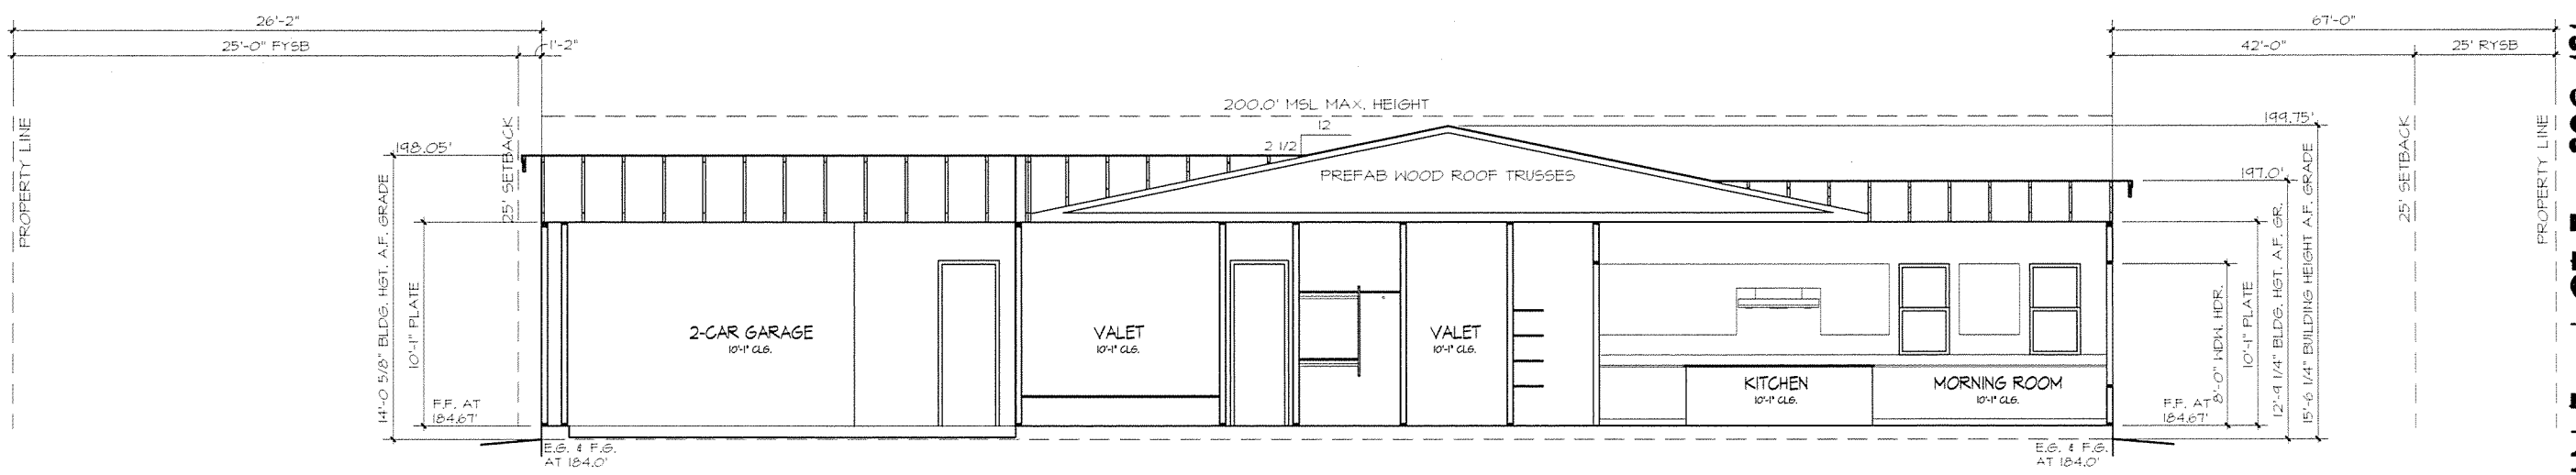 26'-2"
67'-0"
25'-0" FYSB
1'-2"
42'-0"
25' RYSB
200.0' MSL MAX. HEIGHT
199.75'
12
2 1/2
198.05'
197.0'
PROPERTY LINE
25' SETBACK
PREFAB WOOD ROOF TRUSSES
25' SETBACK
PROPERTY LINE
14'-0 5/8" BLDG. HGT. A.F. GRADE
10'-1" PLATE
2-CAR GARAGE
10'-1" CLG.
VALET
10'-1" CLG.
VALET
10'-1" CLG.
KITCHEN
10'-1" CLG.
MORNING ROOM
10'-1" CLG.
8'-0" WDW. HDR.
10'-1" PLATE
12'-9 1/4" BLDG. HGT. A.F. GR.
15'-6 1/4" BUILDING HEIGHT A.F. GRADE
F.F. AT
184.67'
F.F. AT
184.67'
E.G. & F.G.
AT 184.0'
E.G. & F.G.
AT 184.0'